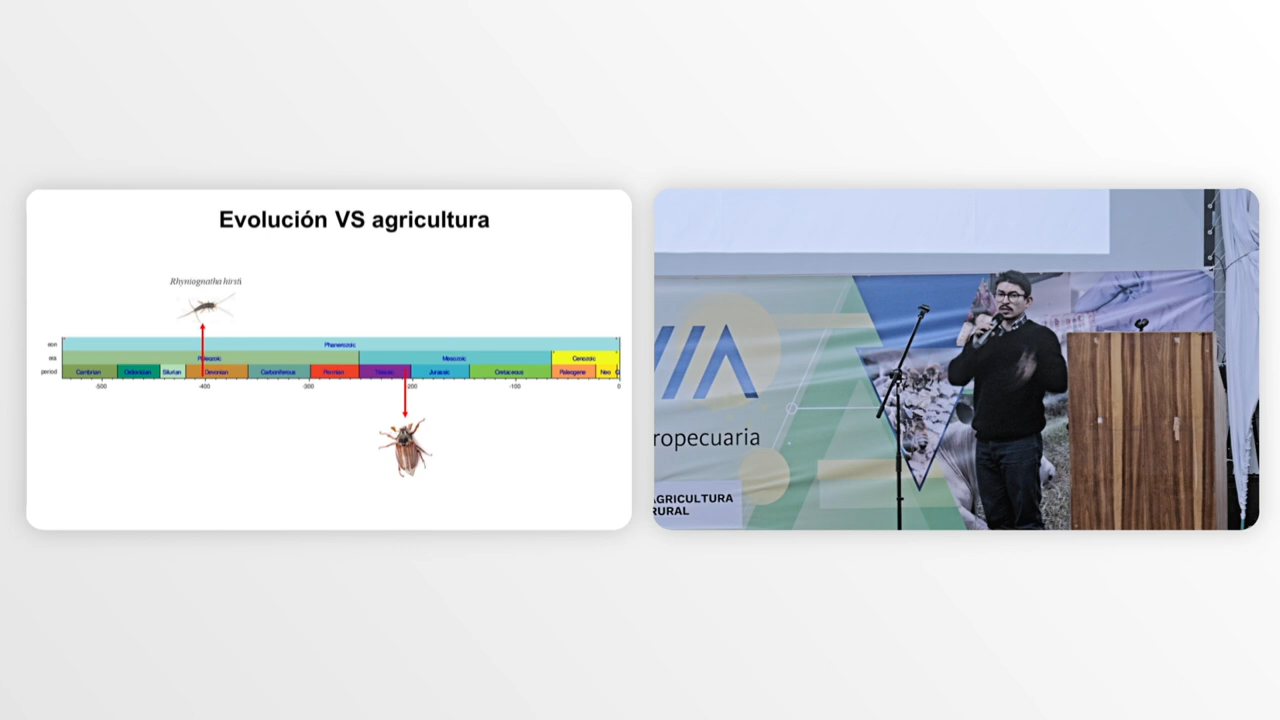 Evolución VS agricultura
Rhyniognatha hirsti
eon
Phanerozoic
era
Paleozoic
Mesozoic
Cenozoic
period
Cambrian
Ordovician
Silurian
Devonian
Carboniferous
Permian
Triassic
Jurassic
Cretaceous
Paleogene
Neo
-500
-400
-300
-200
-100
0
ropecuaria
AGRICULTURA
RURAL